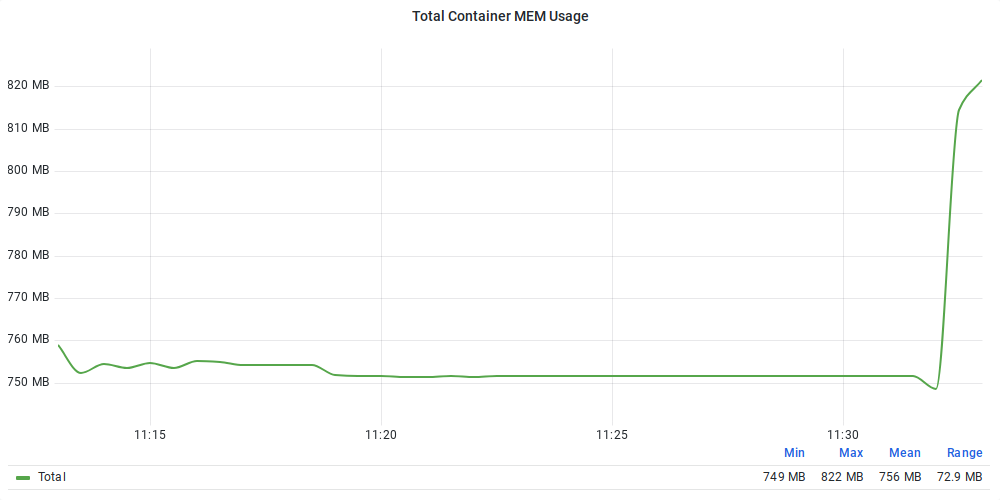 Total Container MEM Usage
820 MB
810 MB
800 MB
790 MB
780 MB
770 MB
760 MB
750 MB
11:15 11:20 11:25 11:30
Min Max Mean Range
Total 749 MB 822 MB 756 MB 72.9 MB